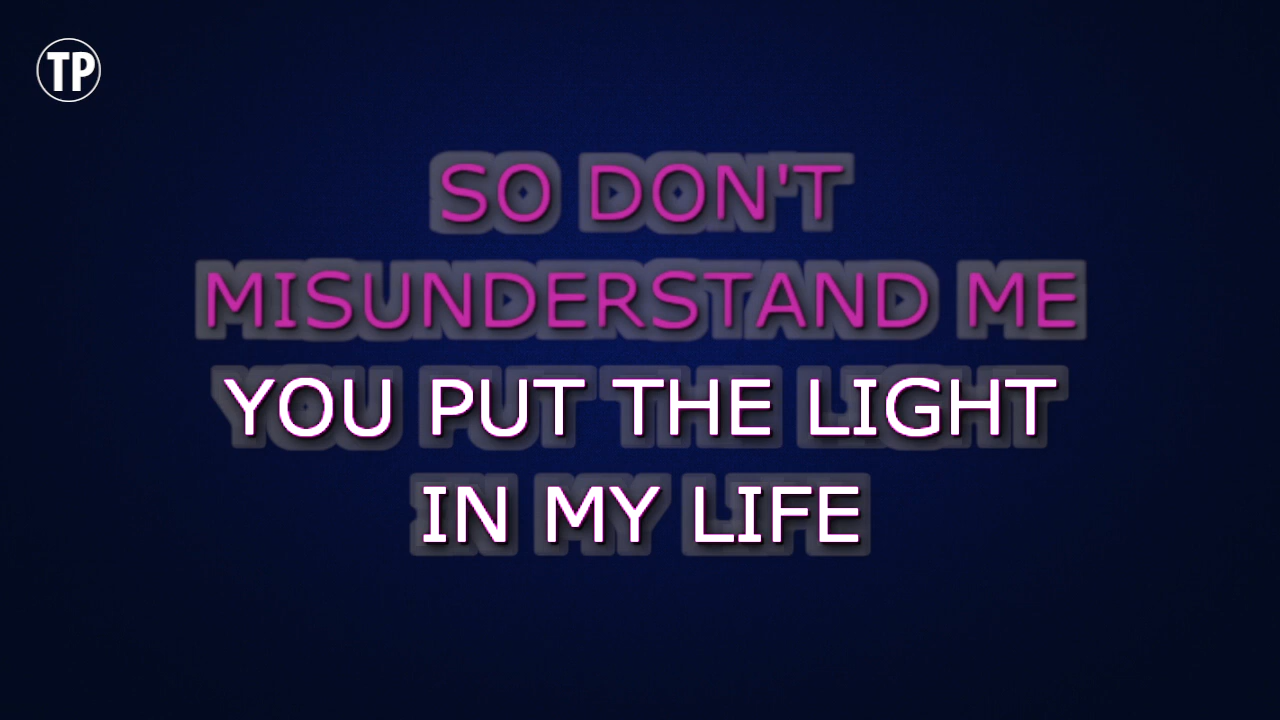 TP
SO DON'T
MISUNDERSTAND ME
YOU PUT THE LIGHT
IN MY LIFE